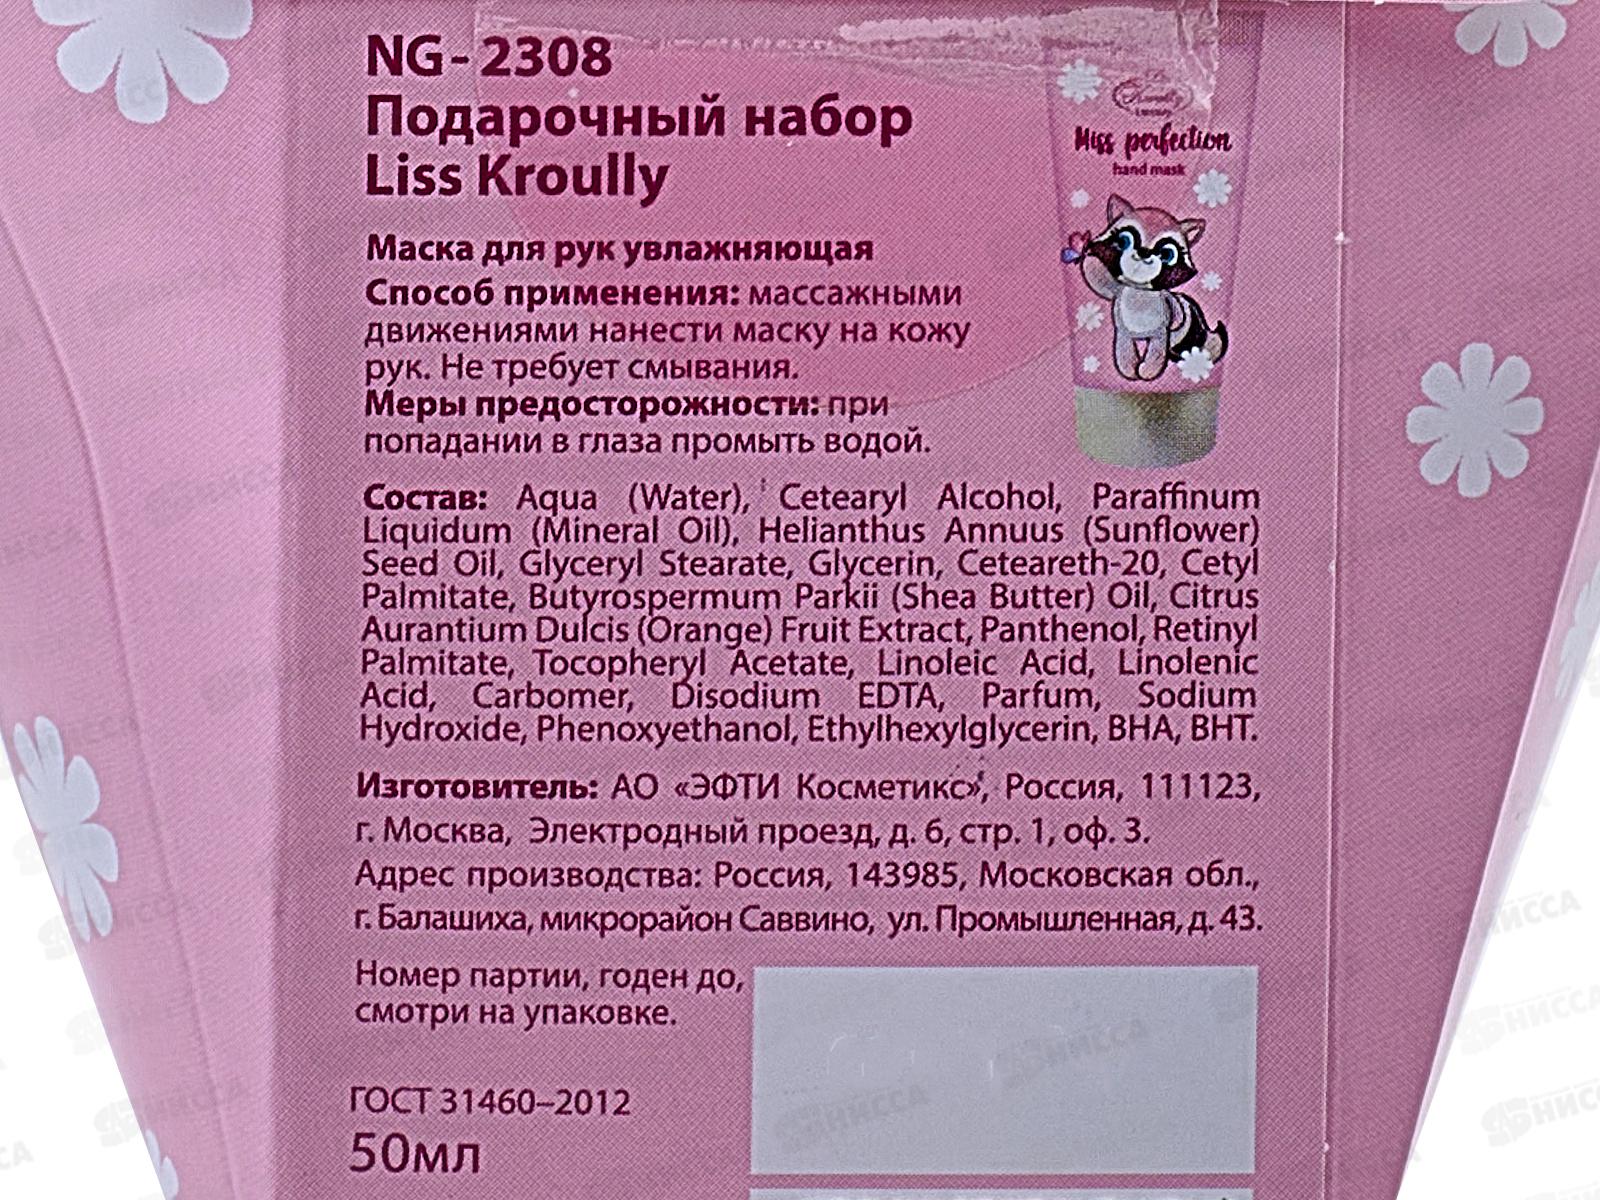 NG-2308
Подарочный набор
Liss Kroully
Miss perfection
hand mask
Маска для рук увлажняющая
Способ применения: массажными
движениями нанести маску на кожу
рук. Не требует смывания.
Меры предосторожности: при
попадании в глаза промыть водой.
Состав: Aqua (Water), Cetearyl Alcohol, Paraffinum
Liquidum (Mineral Oil), Helianthus Annuus (Sunflower)
Seed Oil, Glyceryl Stearate, Glycerin, Ceteareth-20, Cetyl
Palmitate, Butyrospermum Parkii (Shea Butter) Oil, Citrus
Aurantium Dulcis (Orange) Fruit Extract, Panthenol, Retinyl
Palmitate, Tocopheryl Acetate, Linoleic Acid, Linolenic
Acid, Carbomer, Disodium EDTA, Parfum, Sodium
Hydroxide, Phenoxyethanol, Ethylhexylglycerin, BHA, BHT.
Изготовитель: АО «ЭФТИ Косметикс», Россия, 111123,
г. Москва, Электродный проезд, д. 6, стр. 1, оф. 3.
Адрес производства: Россия, 143985, Московская обл.,
г. Балашиха, микрорайон Саввино, ул. Промышленная, д. 43.
Номер партии, годен до,
смотри на упаковке.
ГОСТ 31460–2012
50мл
НИССА